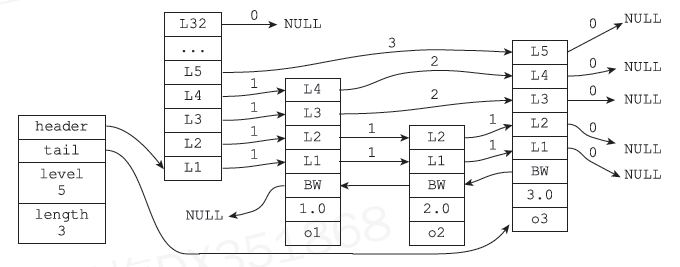 header
tail
level
5
length
3
L32
...
L5
L4
L3
L2
L1
0
NULL
3
1
1
1
1
NULL
L4
L3
L2
L1
BW
1.0
o1
2
2
1
1
L2
L1
BW
2.0
o2
1
1
L5
L4
L3
L2
L1
BW
3.0
o3
0
NULL
0
NULL
0
NULL
0
NULL
0
NULL